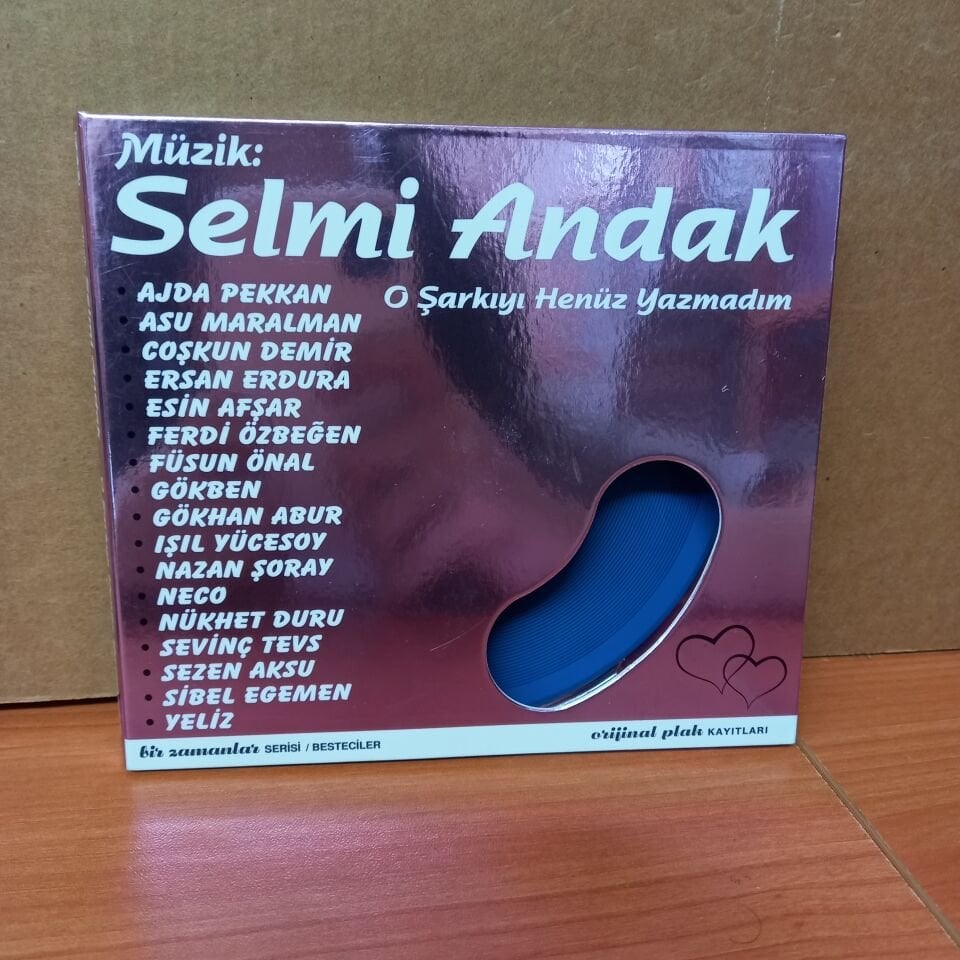 Müzik:
Selmi Andak
O Şarkıyı Henüz Yazmadım
• AJDA PEKKAN
• ASU MARALMAN
• COŞKUN DEMİR
• ERSAN ERDURA
• ESİN AFŞAR
• FERDİ ÖZBEĞEN
• FÜSUN ÖNAL
• GÖKBEN
• GÖKHAN ABUR
• IŞIL YÜCESOY
• NAZAN ŞORAY
• NECO
• NÜKHET DURU
• SEVİNÇ TEVS
• SEZEN AKSU
• SİBEL EGEMEN
• YELİZ
bir zamanlar SERİSİ / BESTECİLER
orijinal plak KAYITLARI